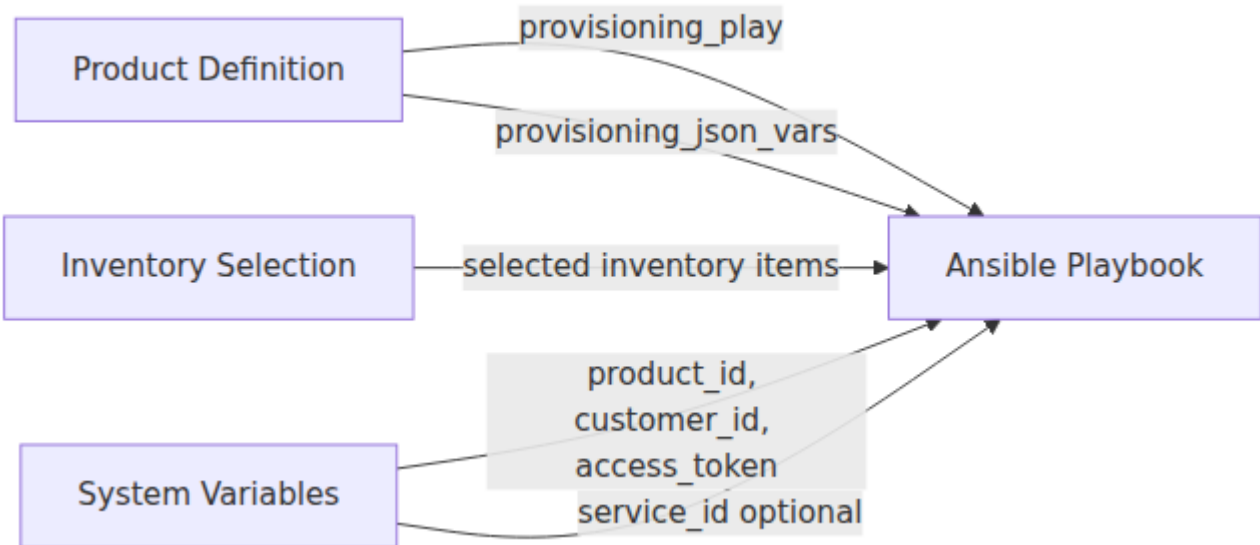 provisioning_play
Product Definition
provisioning_json_vars
Inventory Selection
selected inventory items
Ansible Playbook
product_id,
customer_id,
access_token
System Variables
service_id optional